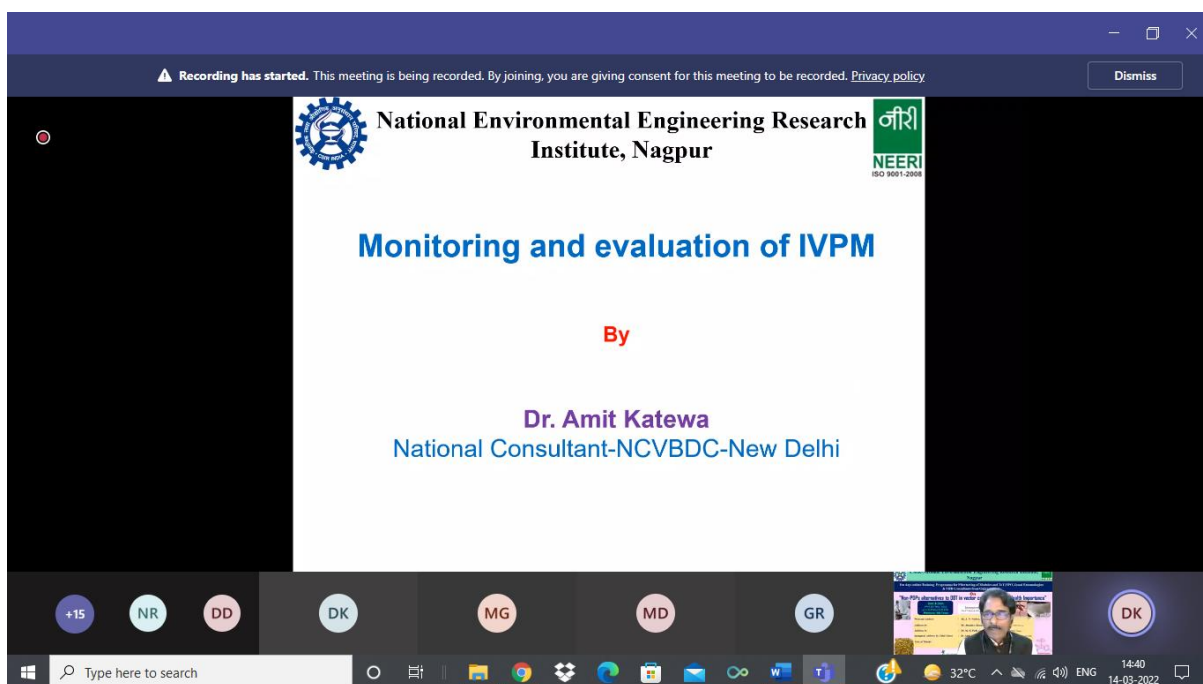 Recording has started. This meeting is being recorded. By joining, you are giving consent for this meeting to be recorded. Privacy policy
Dismiss
National Environmental Engineering Research
Institute, Nagpur
CSIR INDIA
नीरी
NEERI
ISO 9001-2008
Monitoring and evaluation of IVPM
By
Dr. Amit Katewa
National Consultant-NCVBDC-New Delhi
+15
NR
DD
DK
MG
MD
GR
Nagpur
DK
Type here to search
32°C
ENG
14:40
14-03-2022